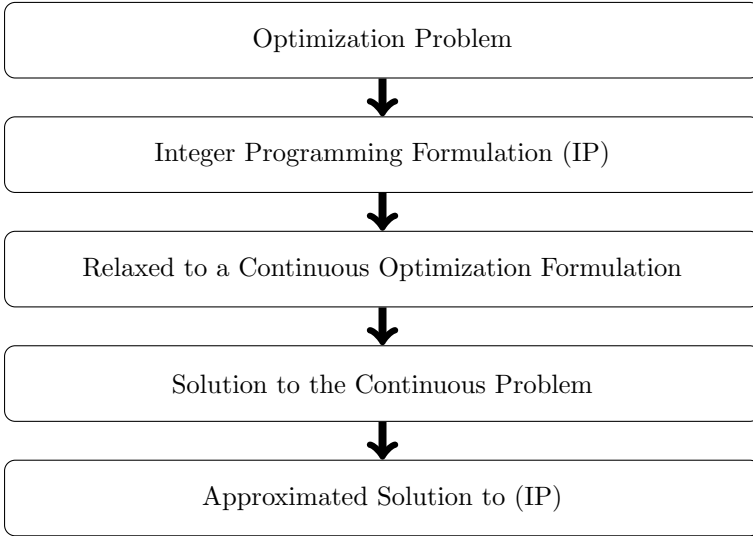 Optimization Problem
Integer Programming Formulation (IP)
Relaxed to a Continuous Optimization Formulation
Solution to the Continuous Problem
Approximated Solution to (IP)